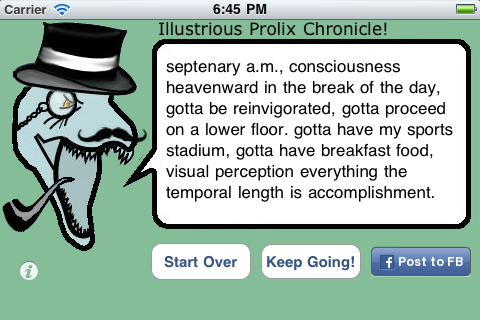 Carrier 6:45 PM
Illustrious Prolix Chronicle!
septenary a.m., consciousness
heavenward in the break of the day,
gotta be reinvigorated, gotta proceed
on a lower floor. gotta have my sports
stadium, gotta have breakfast food,
visual perception everything the
temporal length is accomplishment.
Start Over
Keep Going!
f Post to FB
i